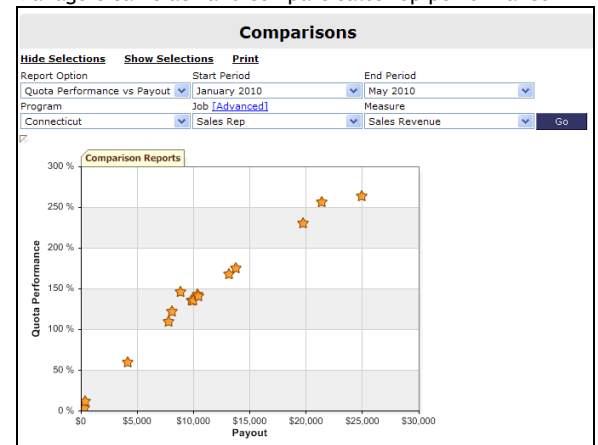 Comparisons
Hide Selections Show Selections Print
Report Option Start Period End Period
Quota Performance vs Payout January 2010 May 2010
Program Job [Advanced] Measure
Connecticut Sales Rep Sales Revenue Go
Comparison Reports
300 %
250 %
200 %
150 %
100 %
50 %
0 %
Quota Performance
$0 $5,000 $10,000 $15,000 $20,000 $25,000 $30,000
Payout